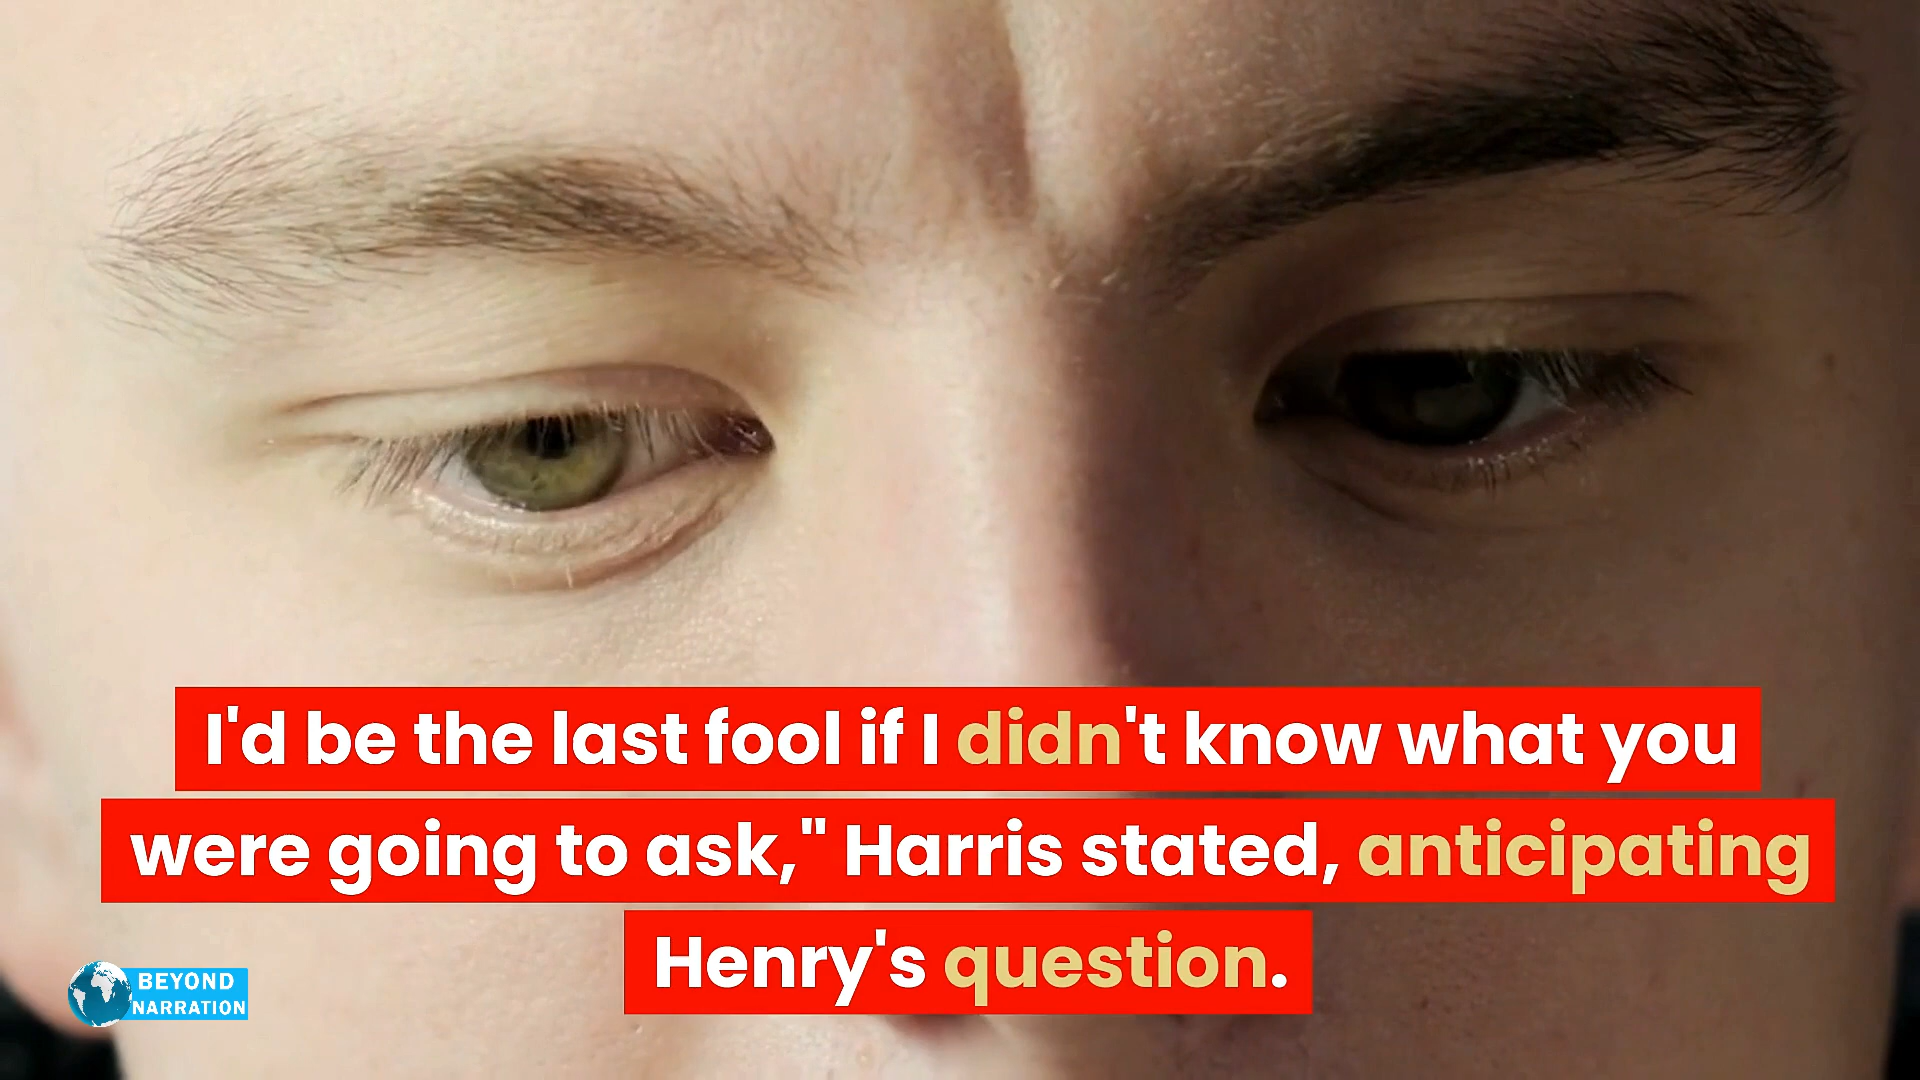 I'd be the last fool if I didn't know what you
were going to ask," Harris stated, anticipating
Henry's question.
BEYOND
NARRATION